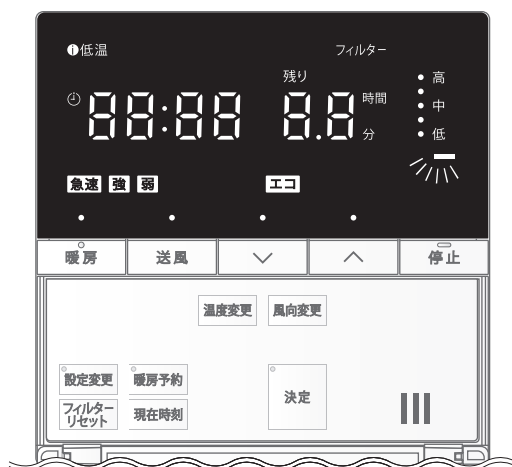 低温 フィルター
残り
88:88 8.8 時間
分
高
中
低
急速 強 弱 エコ
暖房 送風 停止
温度変更 風向変更
設定変更 暖房予約
決定
フィルター
リセット
現在時刻